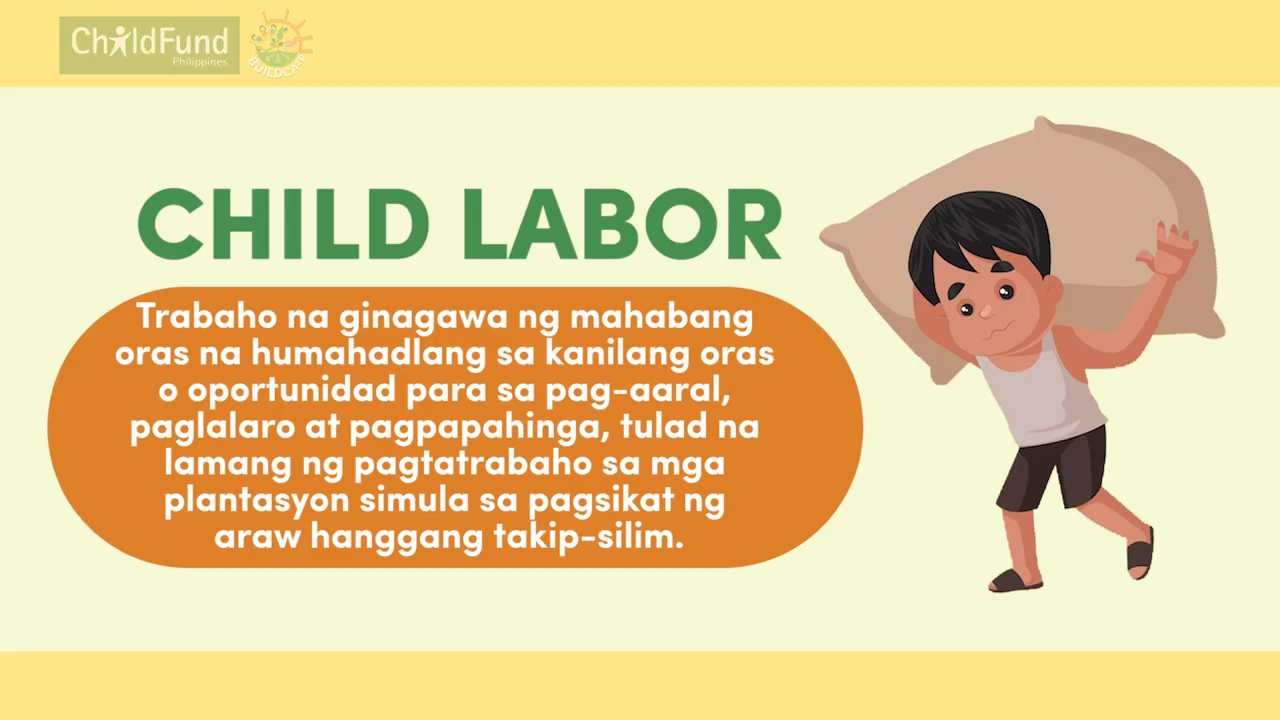 ChildFund
Philippines
BUILDCA-P
CHILD LABOR
Trabaho na ginagawa ng mahabang
oras na humahadlang sa kanilang oras
o oportunidad para sa pag-aaral,
paglalaro at pagpapahinga, tulad na
lamang ng pagtatrabaho sa mga
plantasyon simula sa pagsikat ng
araw hanggang takip-silim.